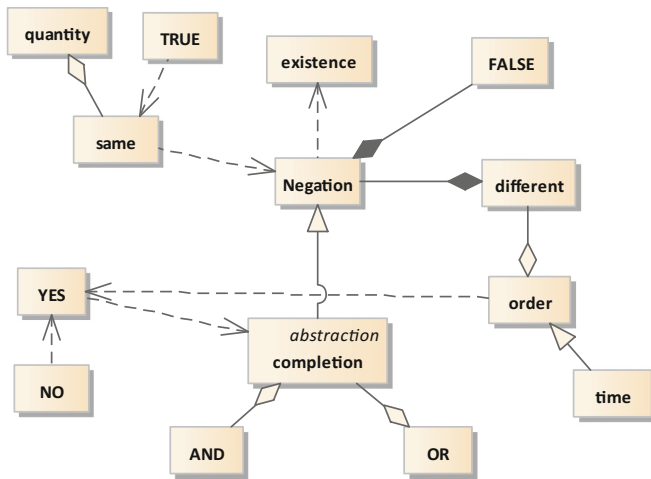 quantity
TRUE
existence
FALSE
same
Negation
different
YES
order
abstraction
completion
NO
time
AND
OR